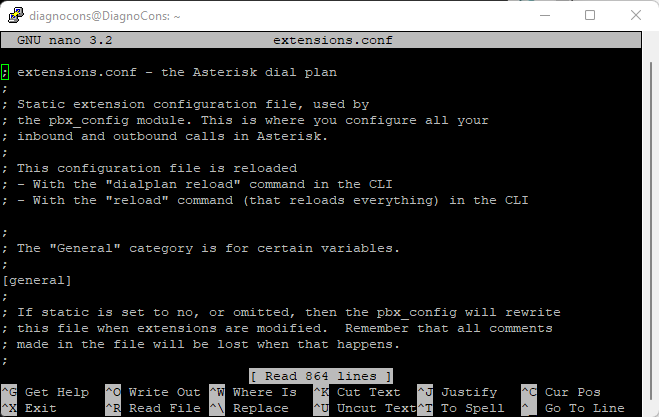 diagnocons@DiagnoCons: ~
GNU nano 3.2 extensions.conf
; extensions.conf - the Asterisk dial plan
;
; Static extension configuration file, used by
; the pbx_config module. This is where you configure all your
; inbound and outbound calls in Asterisk.
;
; This configuration file is reloaded
; - With the "dialplan reload" command in the CLI
; - With the "reload" command (that reloads everything) in the CLI
;
; The "General" category is for certain variables.
;
[general]
;
; If static is set to no, or omitted, then the pbx_config will rewrite
; this file when extensions are modified.  Remember that all comments
; made in the file will be lost when that happens.
;
[ Read 864 lines ]
^G Get Help ^O Write Out ^W Where Is ^K Cut Text ^J Justify ^C Cur Pos
^X Exit ^R Read File ^\ Replace ^U Uncut Text ^T To Spell ^_ Go To Line